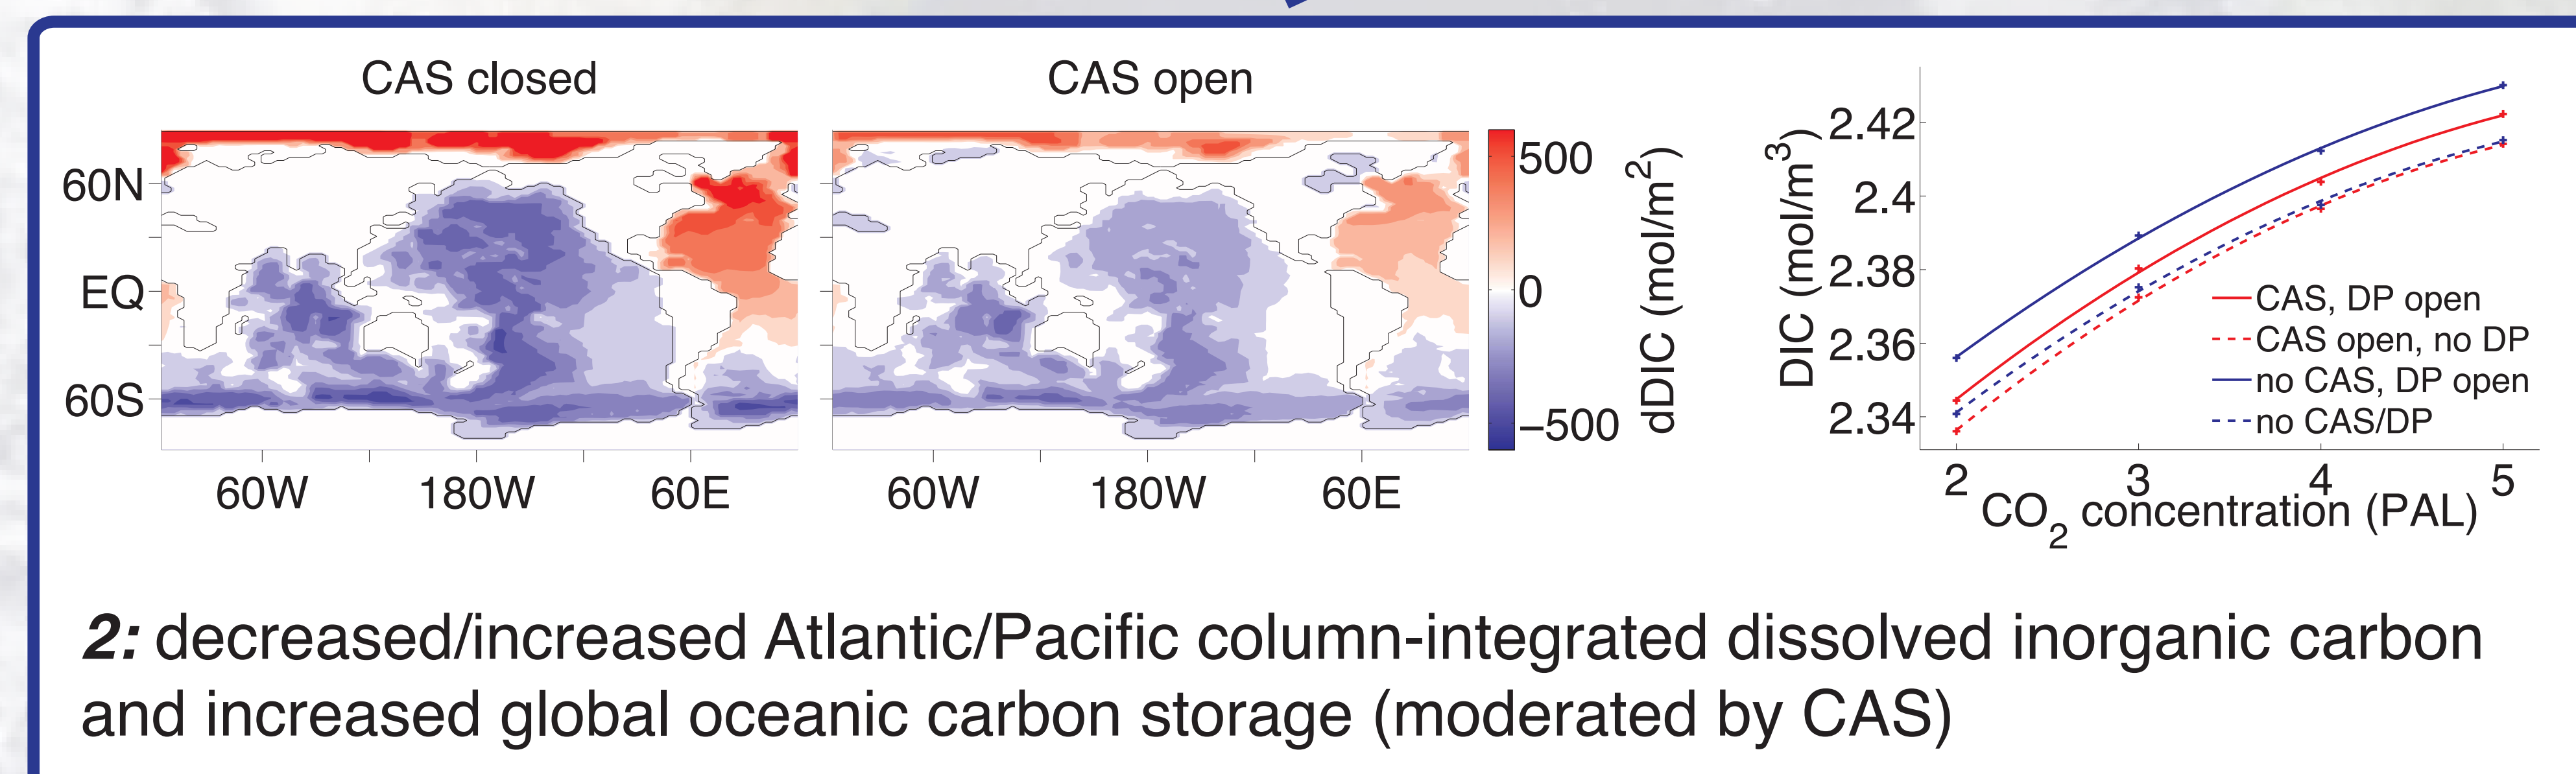 CAS closed
60N
EQ
60S
60W 180W 60E
CAS open
60W 180W 60E
500
0
−500
dDIC (mol/m²)
DIC (mol/m³)
2.42
2.4
2.38
2.36
2.34
CAS, DP open
CAS open, no DP
no CAS, DP open
no CAS/DP
2 3 4 5
CO₂ concentration (PAL)
2: decreased/increased Atlantic/Pacific column-integrated dissolved inorganic carbon
and increased global oceanic carbon storage (moderated by CAS)